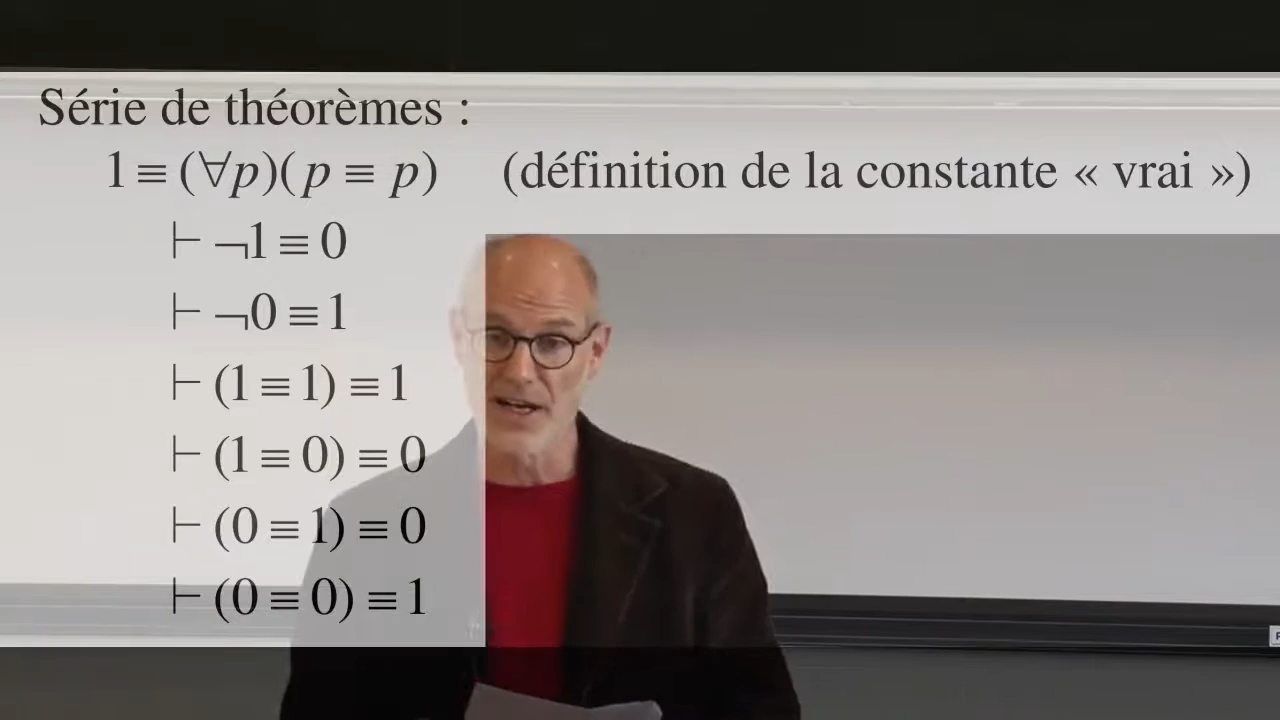 Série de théorèmes :
1 ≡ (∀p)( p ≡ p) (définition de la constante « vrai »)
⊢ ¬1 ≡ 0
⊢ ¬0 ≡ 1
⊢ (1 ≡ 1) ≡ 1
⊢ (1 ≡ 0) ≡ 0
⊢ (0 ≡ 1) ≡ 0
⊢ (0 ≡ 0) ≡ 1